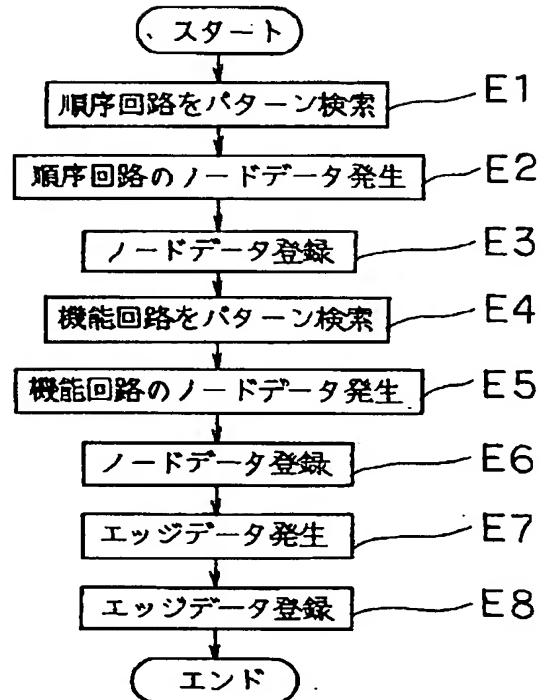 スタート
順序回路をパターン検索 E1
順序回路のノードデータ発生 E2
ノードデータ登録 E3
機能回路をパターン検索 E4
機能回路のノードデータ発生 E5
ノードデータ登録 E6
エッジデータ発生 E7
エッジデータ登録 E8
エンド